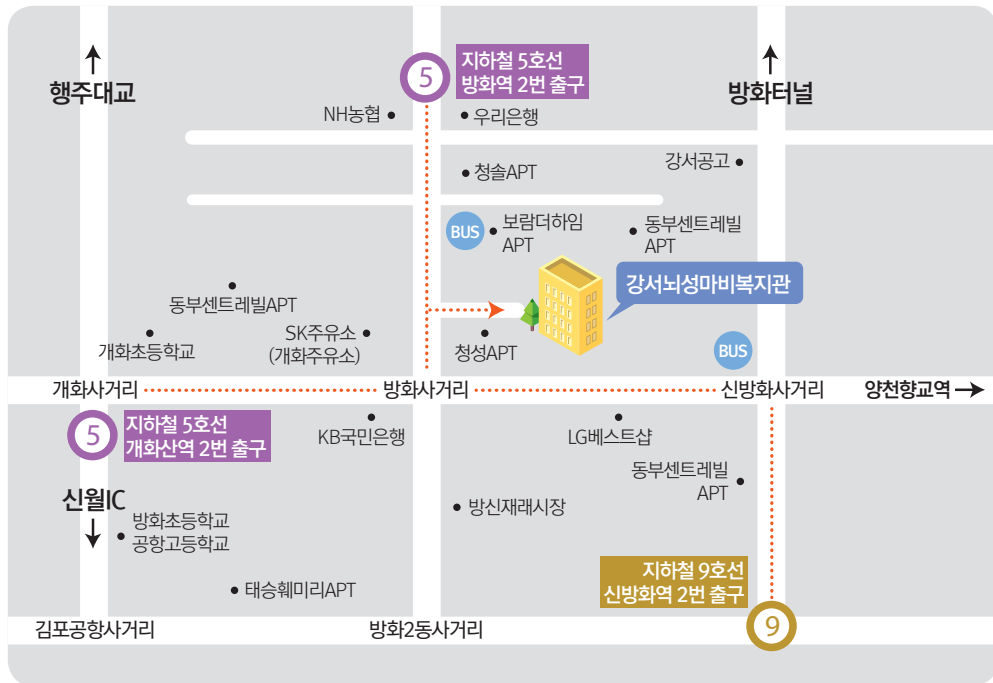 5
지하철 5호선
방화역 2번 출구
행주대교
방화터널
NH농협
우리은행
강서공고
청솔APT
BUS
보람더하임
APT
동부센트레빌
APT
강서뇌성마비복지관
동부센트레빌APT
개화초등학교
SK주유소
(개화주유소)
청성APT
BUS
개화사거리
방화사거리
신방화사거리
양천향교역
5
지하철 5호선
개화산역 2번 출구
KB국민은행
LG베스트샵
동부센트레빌
APT
신월IC
방화초등학교
공항고등학교
방신재래시장
태승훼미리APT
지하철 9호선
신방화역 2번 출구
9
김포공항사거리
방화2동사거리